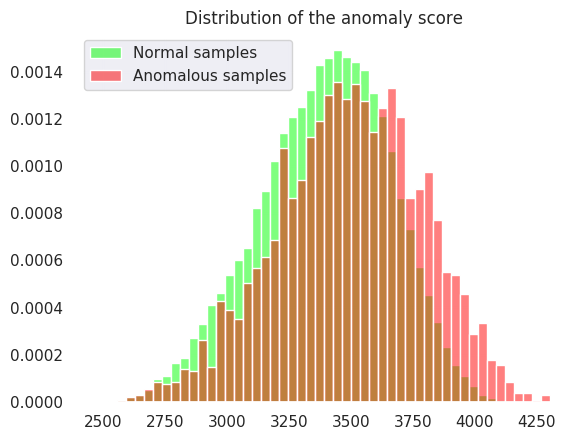 Distribution of the anomaly score
Normal samples
Anomalous samples
0.0014
0.0012
0.0010
0.0008
0.0006
0.0004
0.0002
0.0000
2500 2750 3000 3250 3500 3750 4000 4250